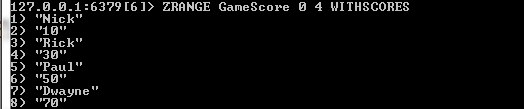 127.0.0.1:6379[6]> ZRANGE GameScore 0 4 WITHSCORES
1) "Nick"
2) "10"
3) "Rick"
4) "30"
5) "Paul"
6) "50"
7) "Dwayne"
8) "70"